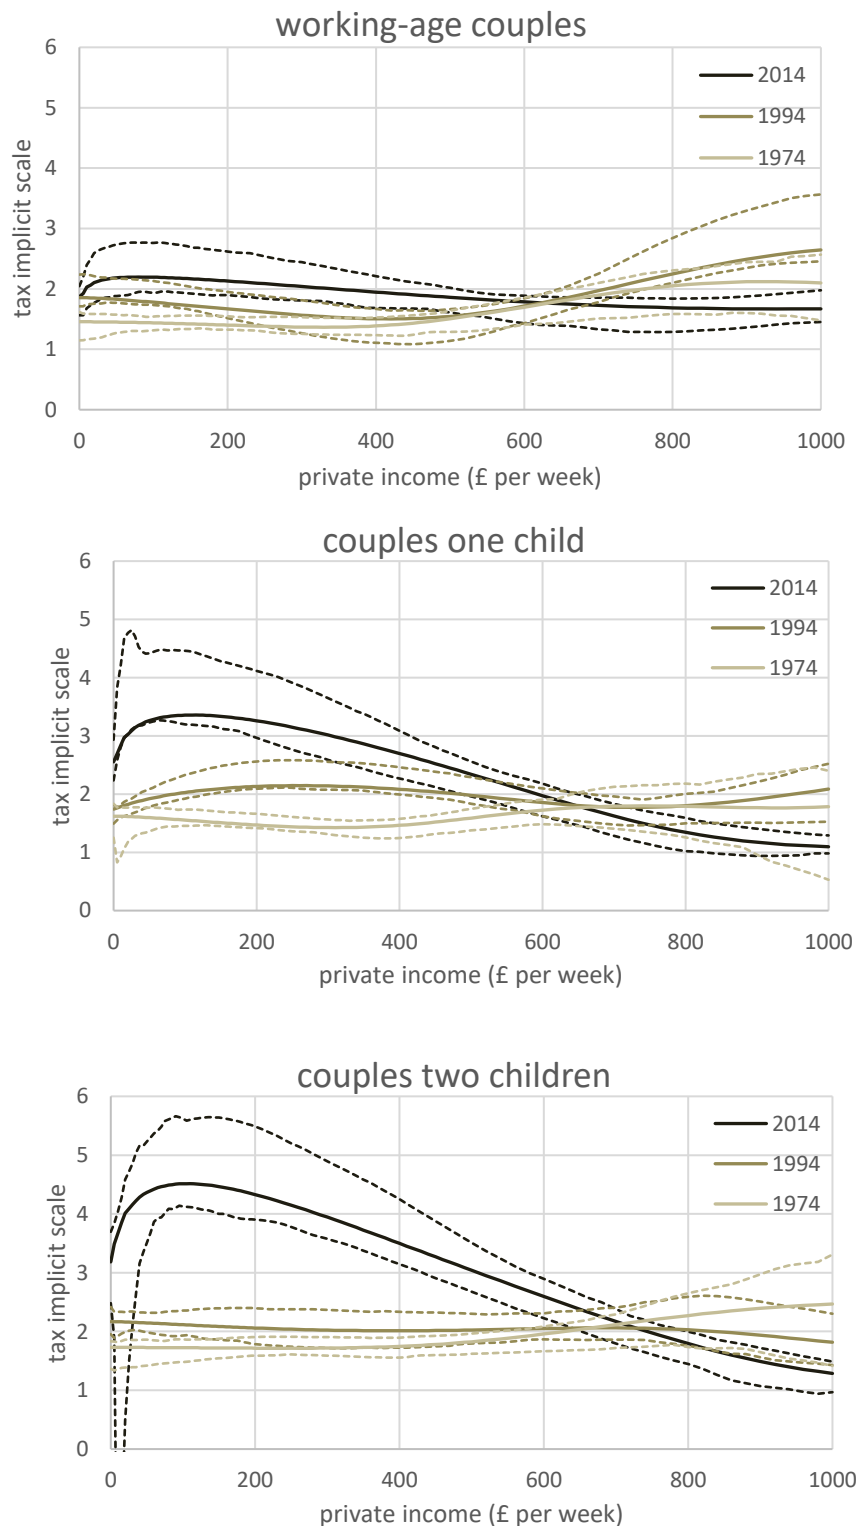 working-age couples
6
5
4
3
2
1
0
tax implicit scale
2014
1994
1974
0 200 400 600 800 1000
private income (£ per week)
couples one child
6
5
4
3
2
1
0
tax implicit scale
2014
1994
1974
0 200 400 600 800 1000
private income (£ per week)
couples two children
6
5
4
3
2
1
0
tax implicit scale
2014
1994
1974
0 200 400 600 800 1000
private income (£ per week)